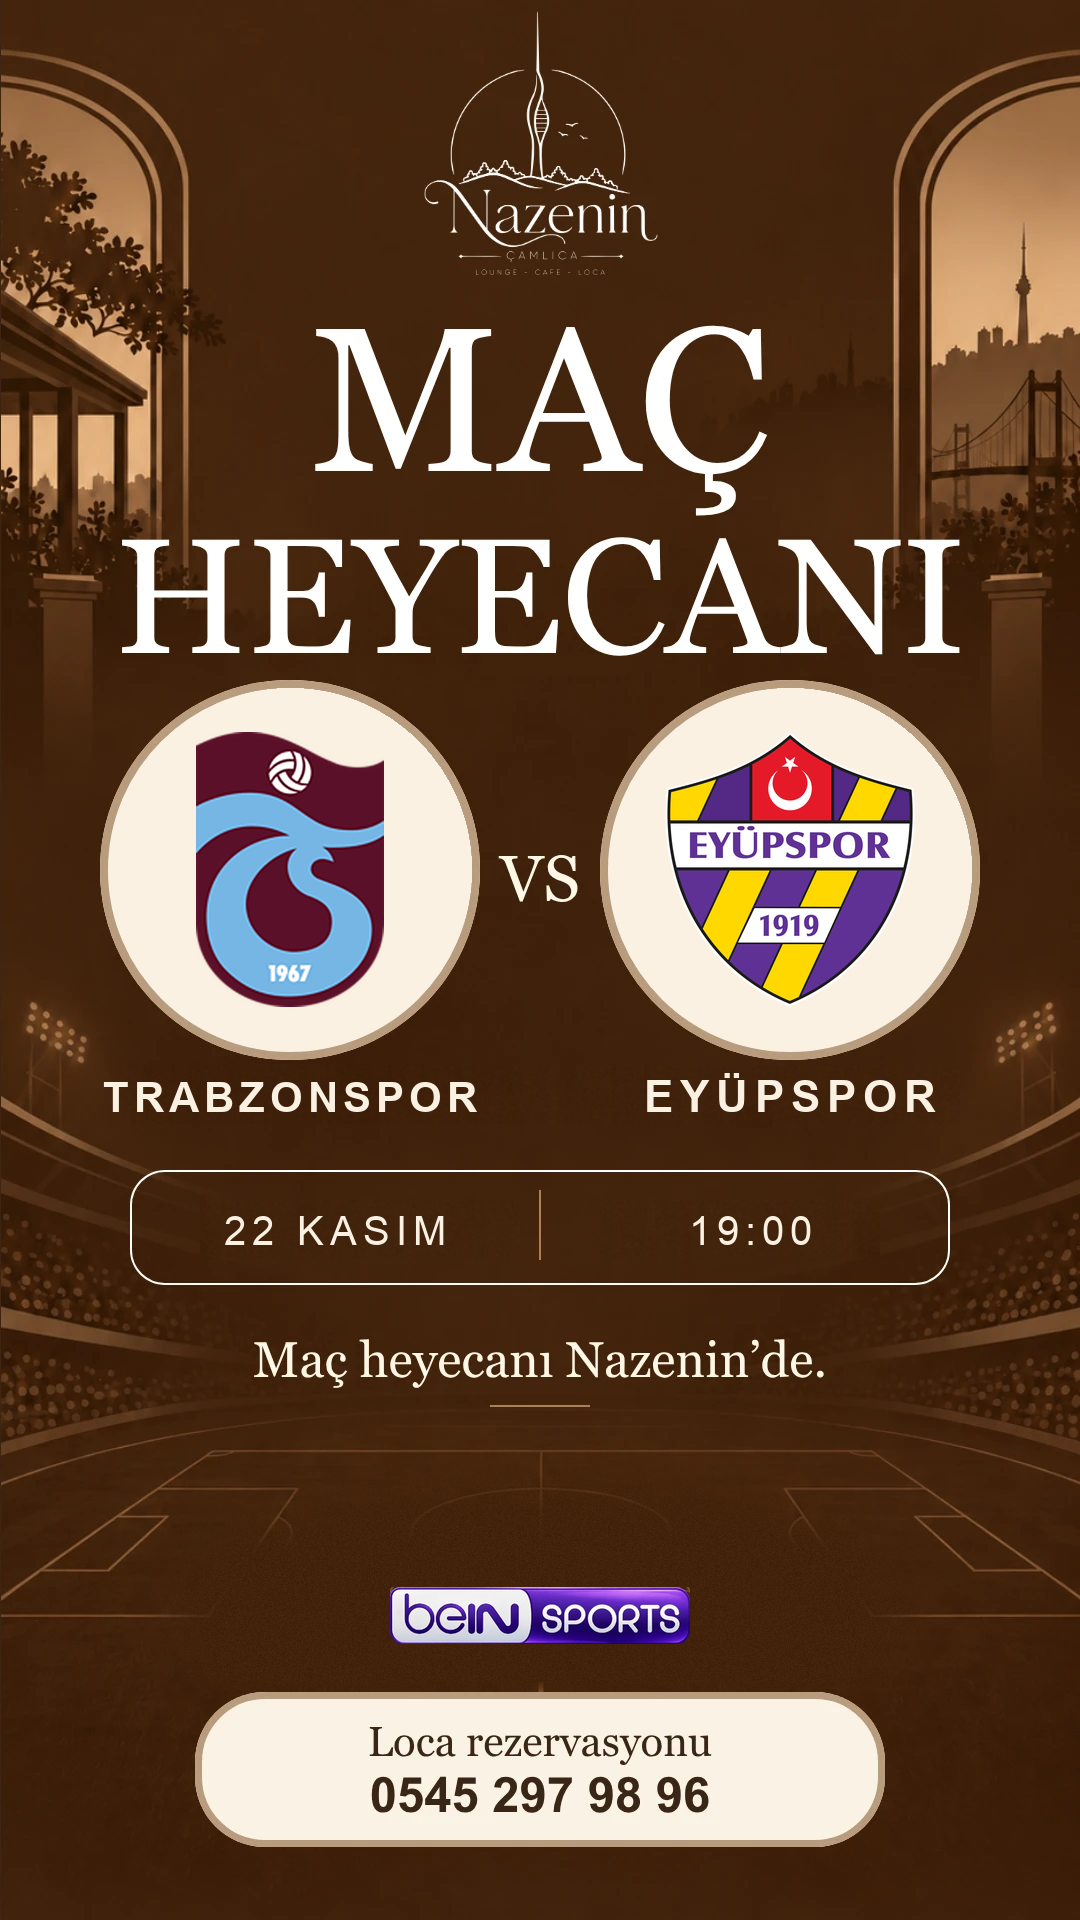 Nazenin
ÇAMLICA
LOUNGE - CAFE - LOCA
MAÇ
HEYECANI
1967
VS
EYÜPSPOR
1919
TRABZONSPOR
EYÜPSPOR
22 KASIM
19:00
Maç heyecanı Nazenin’de.
beIN SPORTS
Loca rezervasyonu
0545 297 98 96